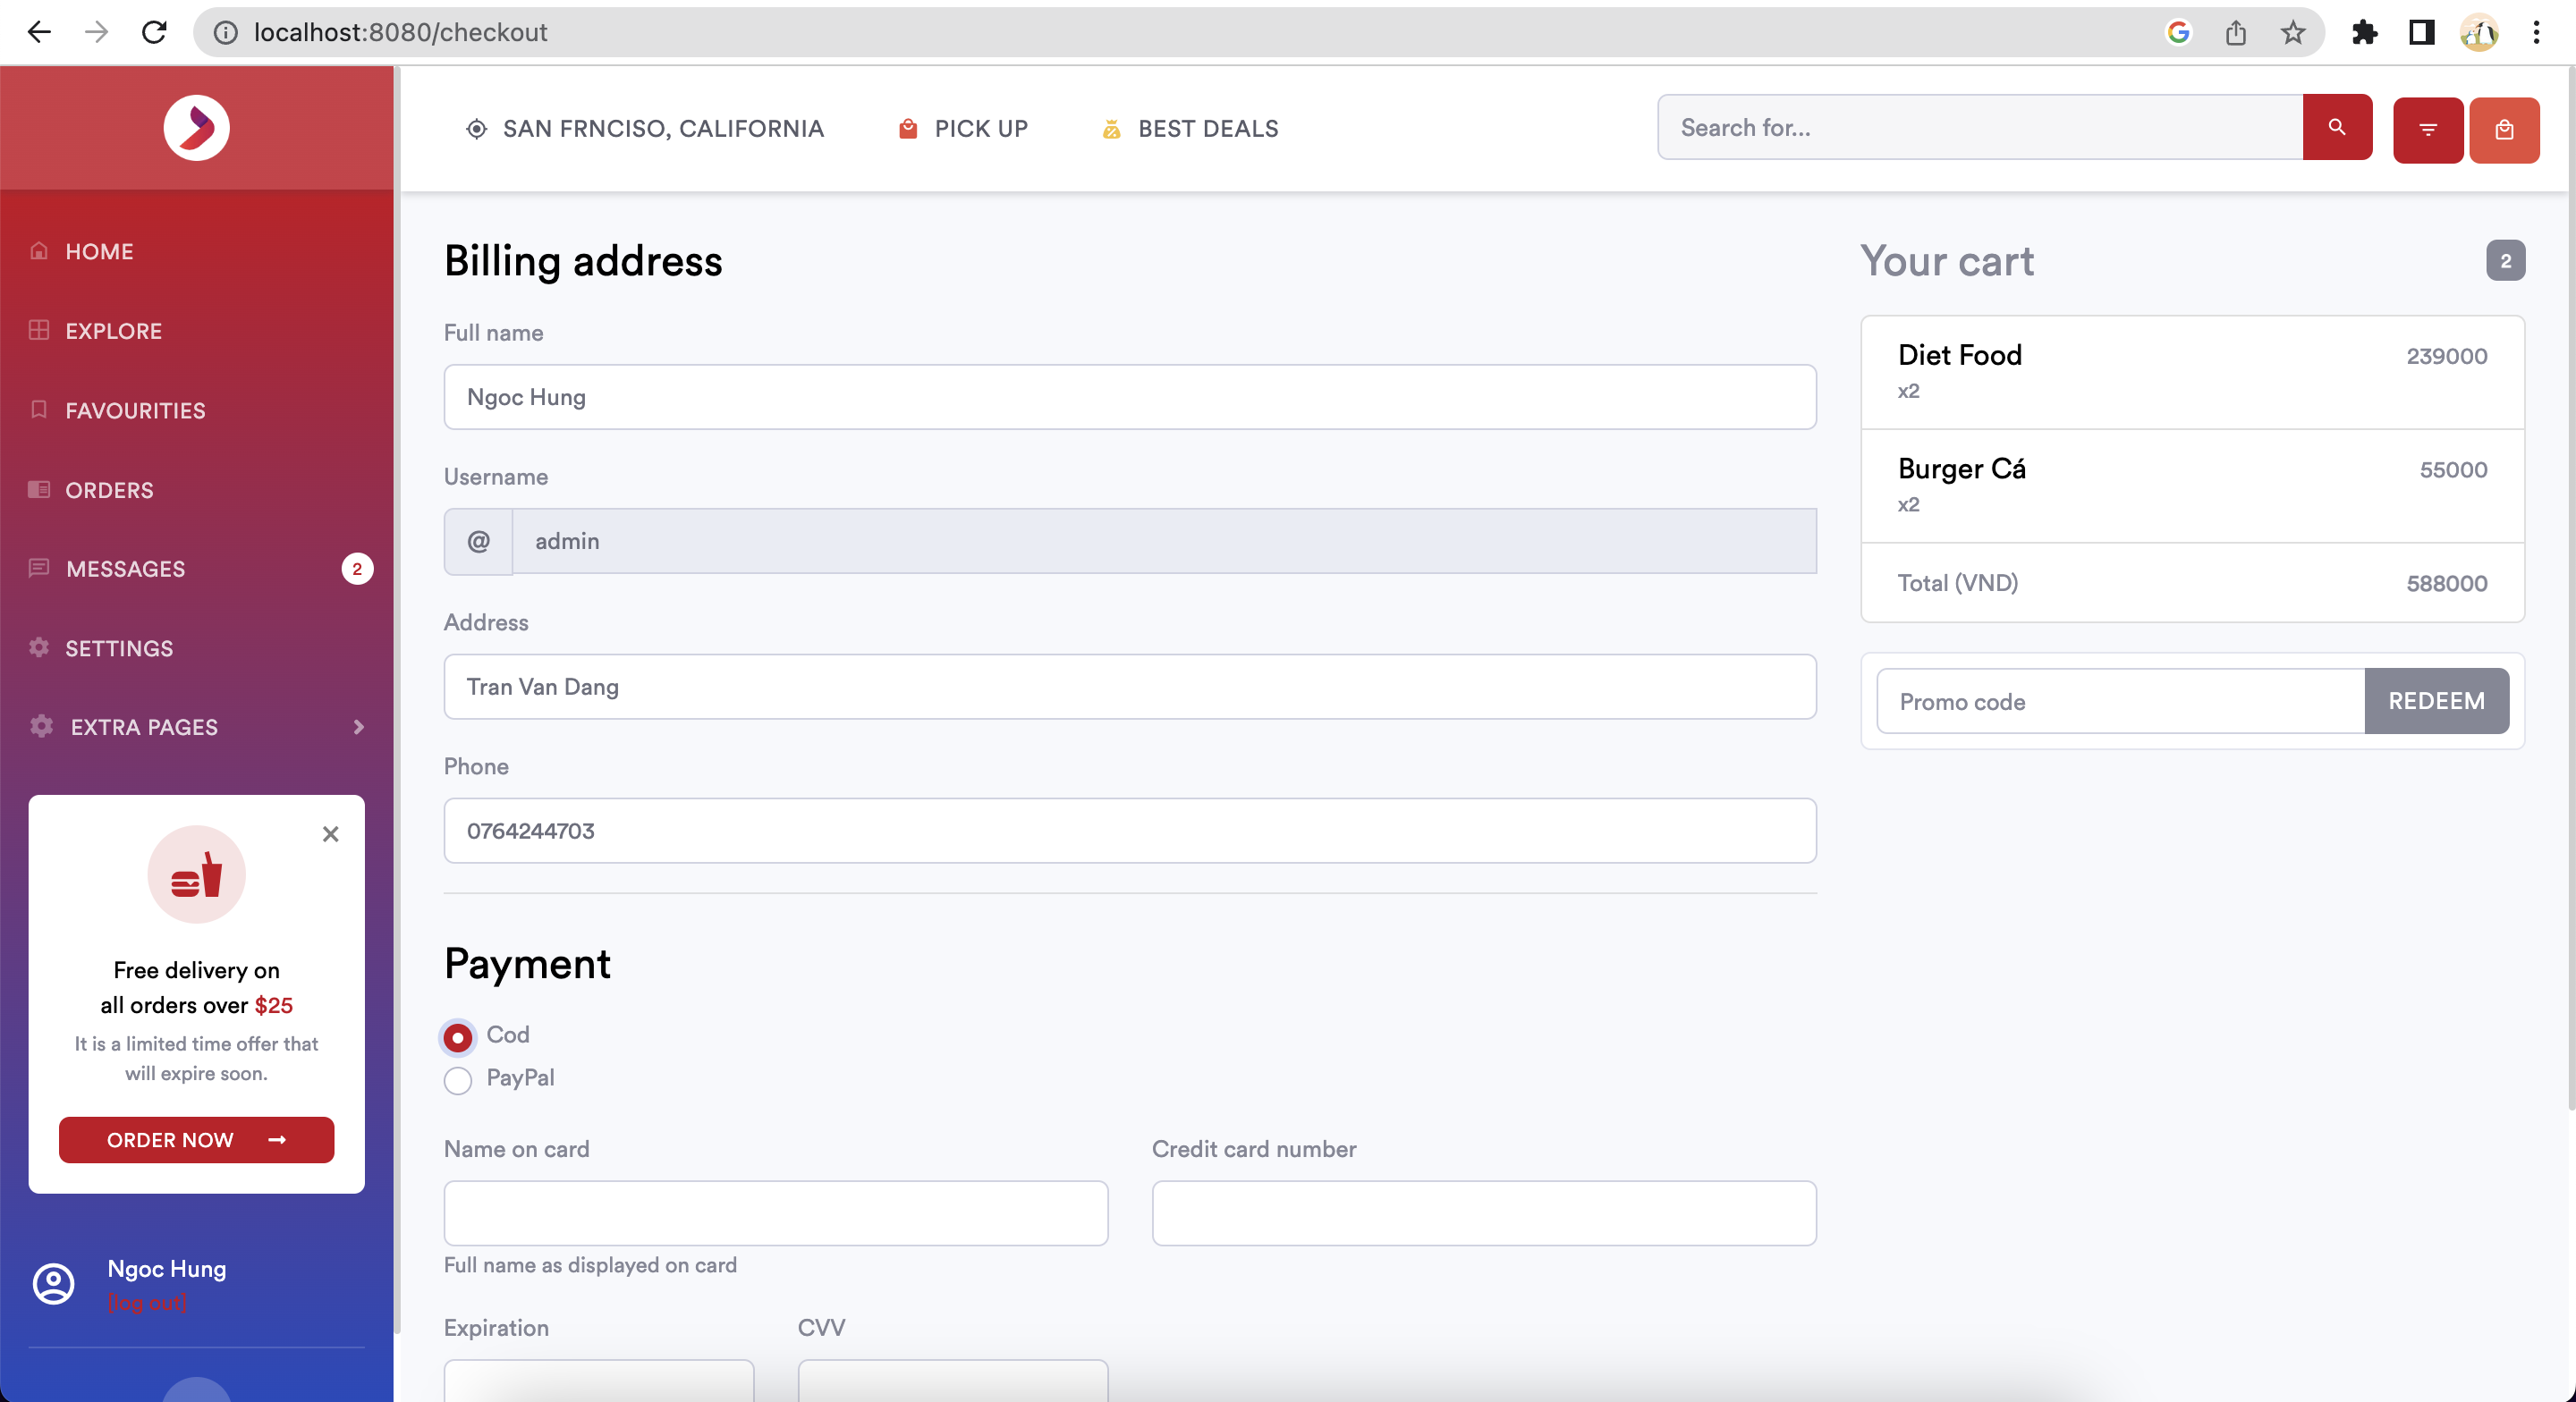 localhost:8080/checkout
SAN FRNCISO, CALIFORNIA
PICK UP
BEST DEALS
Search for...
HOME
EXPLORE
FAVOURITIES
ORDERS
MESSAGES
2
SETTINGS
EXTRA PAGES
Free delivery on
all orders over $25
It is a limited time offer that
will expire soon.
ORDER NOW
Ngoc Hung
[log out]
Billing address
Full name
Ngoc Hung
Username
@
admin
Address
Tran Van Dang
Phone
0764244703
Payment
Cod
PayPal
Name on card
Credit card number
Full name as displayed on card
Expiration
CVV
Your cart
2
Diet Food
239000
x2
Burger Cá
55000
x2
Total (VND)
588000
Promo code
REDEEM